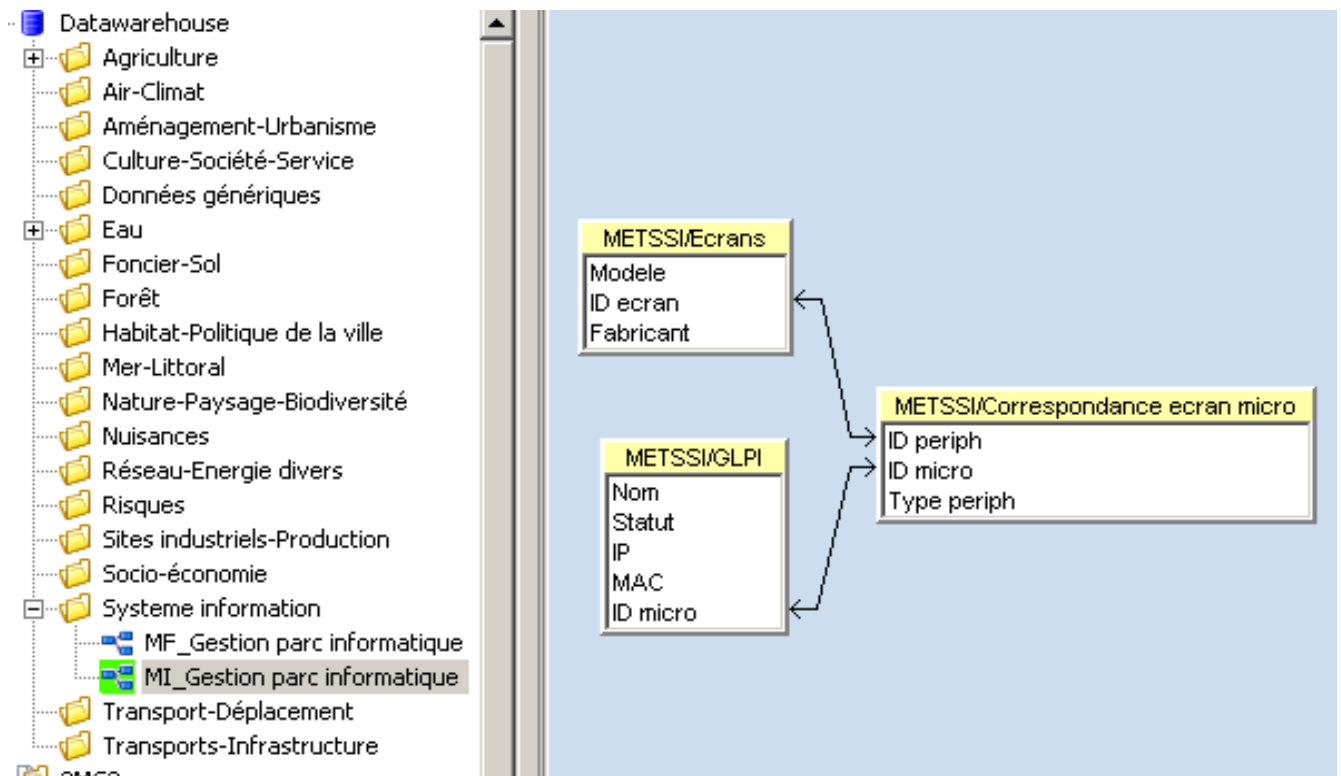 Datawarehouse
Agriculture
Air-Climat
Aménagement-Urbanisme
Culture-Société-Service
Données génériques
Eau
Foncier-Sol
Forêt
Habitat-Politique de la ville
Mer-Littoral
Nature-Paysage-Biodiversité
Nuisances
Réseau-Energie divers
Risques
Sites industriels-Production
Socio-économie
Systeme information
MF_Gestion parc informatique
MI_Gestion parc informatique
Transport-Déplacement
Transports-Infrastructure
METSSI/Ecrans
Modele
ID ecran
Fabricant
METSSI/GLPI
Nom
Statut
IP
MAC
ID micro
METSSI/Correspondance ecran micro
ID periph
ID micro
Type periph